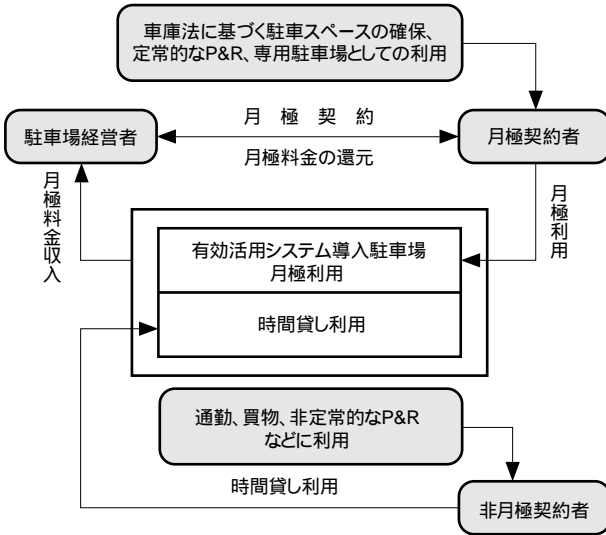 車庫法に基づく駐車スペースの確保、
定常的なP&R、専用駐車場としての利用
月極契約
駐車場経営者
月極契約者
月極料金の還元
月極料金収入
月極利用
有効活用システム導入駐車場
月極利用
時間貸し利用
通勤、買物、非定常的なP&R
などに利用
時間貸し利用
非月極契約者